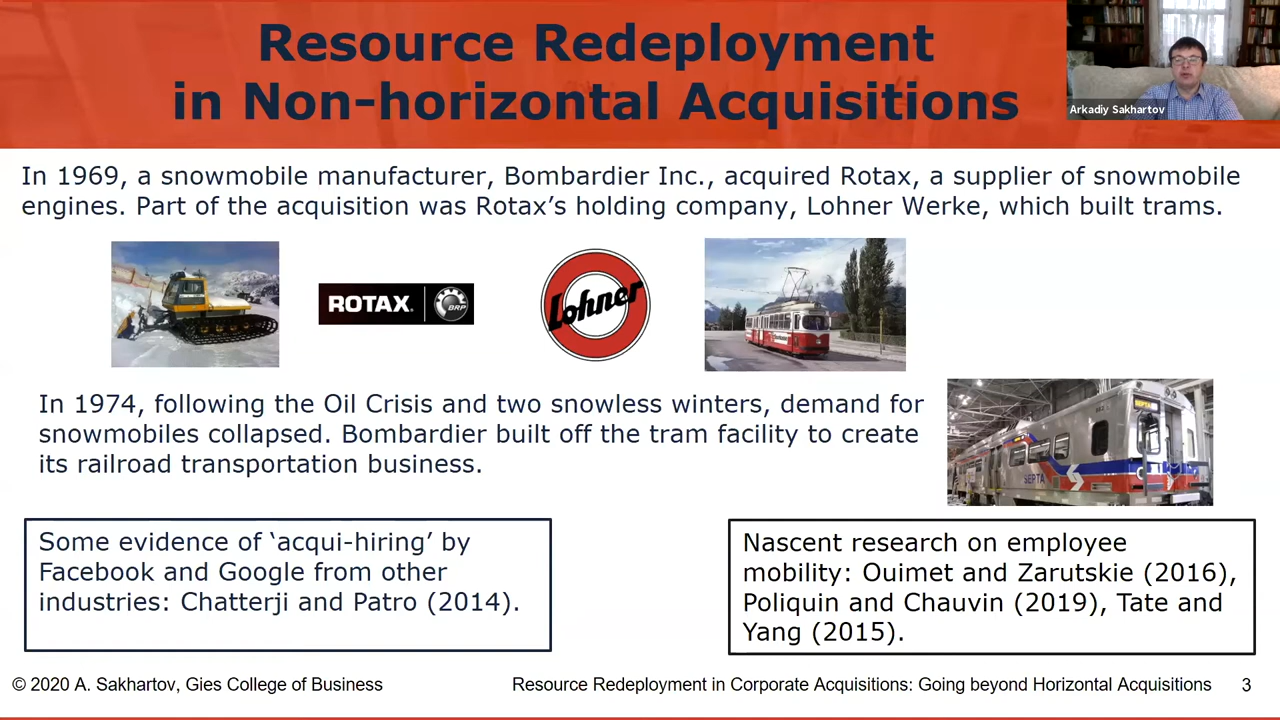 Resource Redeployment
in Non-horizontal Acquisitions
Arkadiy Sakhartov
In 1969, a snowmobile manufacturer, Bombardier Inc., acquired Rotax, a supplier of snowmobile
engines. Part of the acquisition was Rotax’s holding company, Lohner Werke, which built trams.
ROTAX
BRP
Lohner
In 1974, following the Oil Crisis and two snowless winters, demand for
snowmobiles collapsed. Bombardier built off the tram facility to create
its railroad transportation business.
SEPTA
Some evidence of ‘acqui-hiring’ by
Facebook and Google from other
industries: Chatterji and Patro (2014).
Nascent research on employee
mobility: Ouimet and Zarutskie (2016),
Poliquin and Chauvin (2019), Tate and
Yang (2015).
© 2020 A. Sakhartov, Gies College of Business
Resource Redeployment in Corporate Acquisitions: Going beyond Horizontal Acquisitions
3